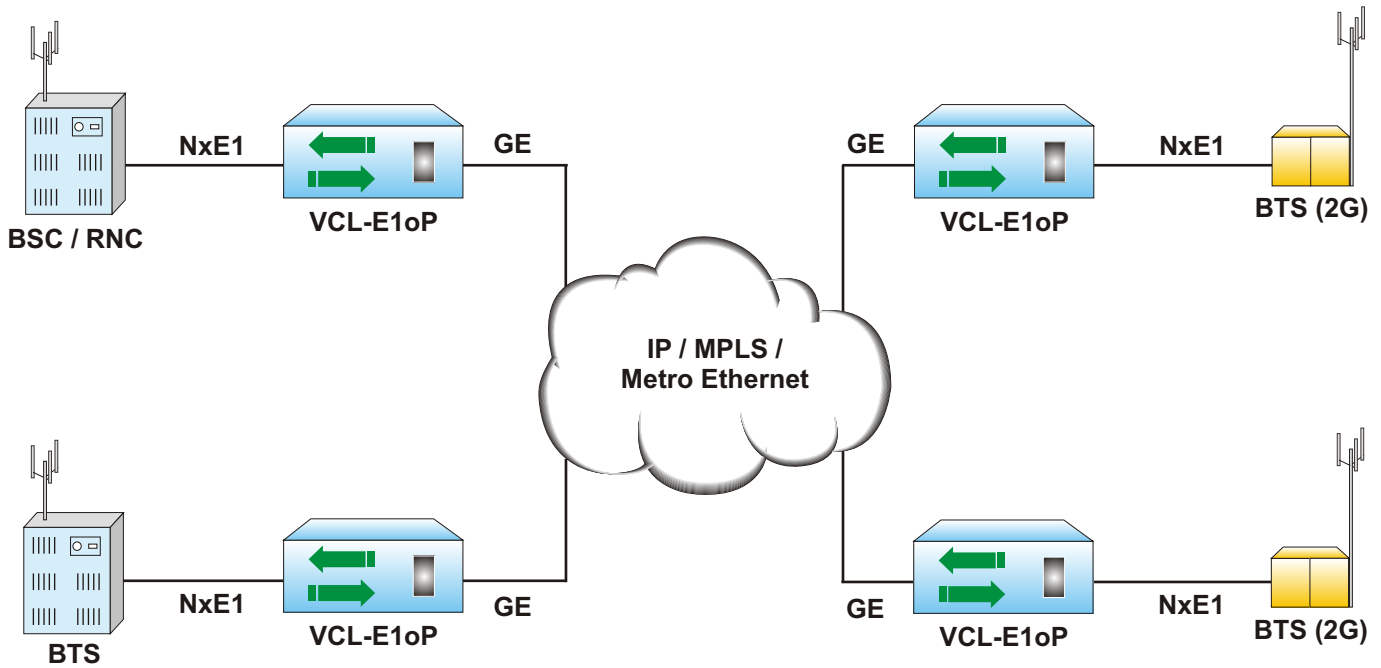 NxE1
GE
VCL-E1oP
BSC / RNC
GE
NxE1
VCL-E1oP
BTS (2G)
IP / MPLS /
Metro Ethernet
NxE1
GE
VCL-E1oP
BTS
GE
NxE1
VCL-E1oP
BTS (2G)